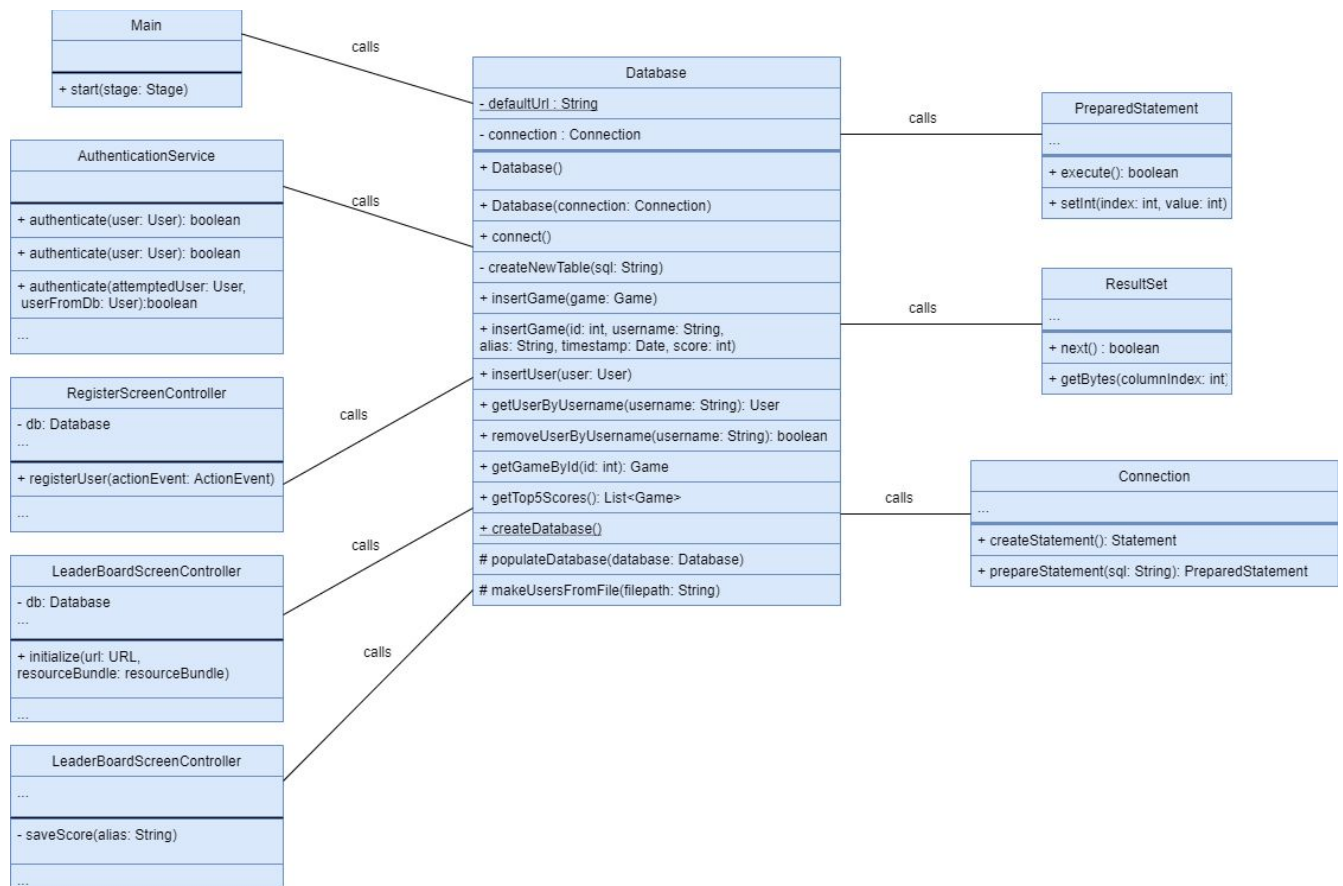 Main
+ start(stage: Stage)
calls
AuthenticationService
+ authenticate(user: User): boolean
+ authenticate(user: User): boolean
+ authenticate(attemptedUser: User,
userFromDb: User):boolean
...
calls
RegisterScreenController
- db: Database
...
+ registerUser(actionEvent: ActionEvent)
...
calls
LeaderBoardScreenController
- db: Database
...
+ initialize(url: URL,
resourceBundle: resourceBundle)
...
calls
LeaderBoardScreenController
...
- saveScore(alias: String)
...
calls
Database
- defaultUrl : String
- connection : Connection
+ Database()
+ Database(connection: Connection)
+ connect()
- createNewTable(sql: String)
+ insertGame(game: Game)
+ insertGame(id: int, username: String,
alias: String, timestamp: Date, score: int)
+ insertUser(user: User)
+ getUserByUsername(username: String): User
+ removeUserByUsername(username: String): boolean
+ getGameById(id: int): Game
+ getTop5Scores(): List<Game>
+ createDatabase()
# populateDatabase(database: Database)
# makeUsersFromFile(filepath: String)
calls
PreparedStatement
...
+ execute(): boolean
+ setInt(index: int, value: int)
calls
ResultSet
...
+ next() : boolean
+ getBytes(columnIndex: int)
calls
Connection
...
+ createStatement(): Statement
+ prepareStatement(sql: String): PreparedStatement